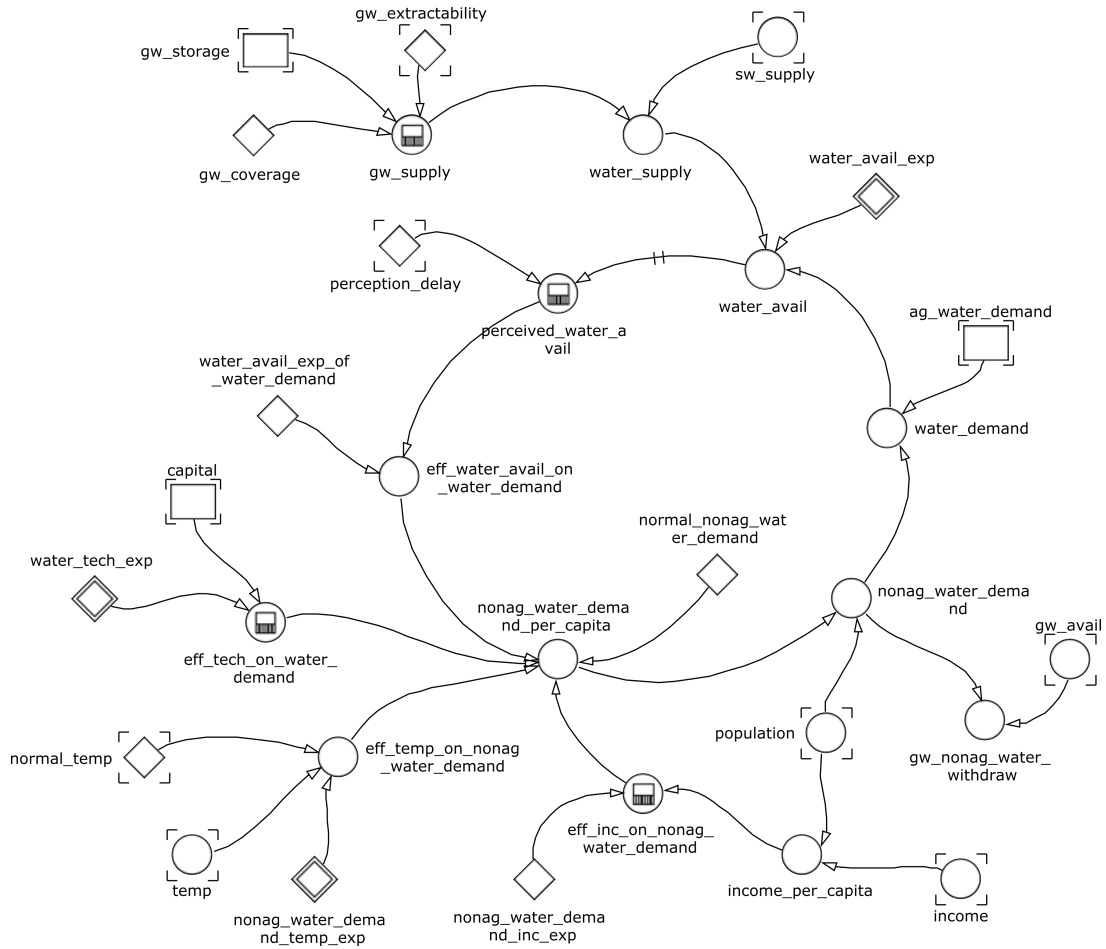 gw_extractability
gw_storage
sw_supply
gw_coverage
gw_supply
water_supply
water_avail_exp
perception_delay
water_avail
perceived_water_a
vail
ag_water_demand
water_avail_exp_of
_water_demand
water_demand
eff_water_avail_on
_water_demand
capital
normal_nonag_wat
er_demand
water_tech_exp
nonag_water_dema
nd_per_capita
nonag_water_dema
nd
gw_avail
eff_tech_on_water_
demand
population
normal_temp
eff_temp_on_nonag
_water_demand
gw_nonag_water_
withdraw
eff_inc_on_nonag_
water_demand
temp
income_per_capita
income
nonag_water_dema
nd_temp_exp
nonag_water_dema
nd_inc_exp